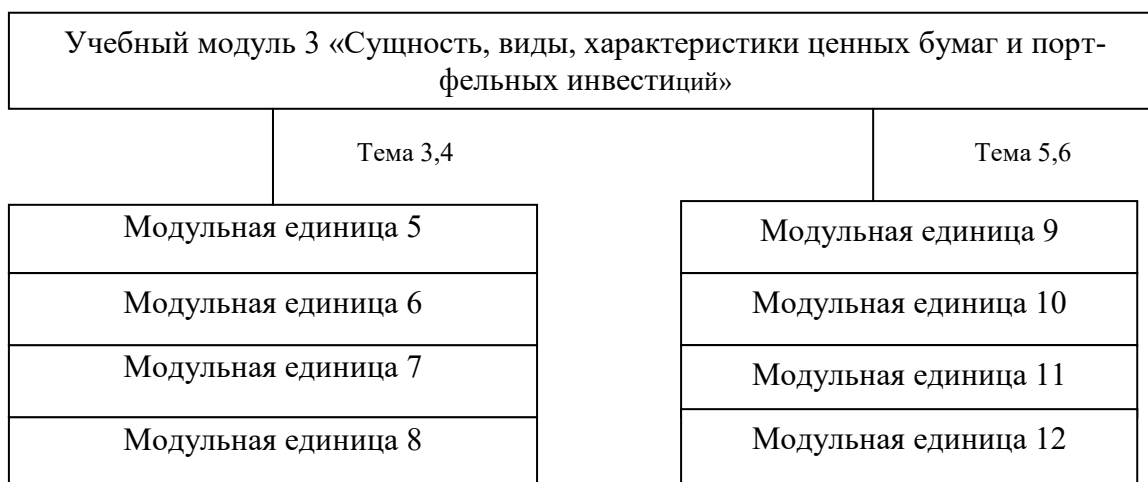 Учебный модуль 3 «Сущность, виды, характеристики ценных бумаг и порт-
фельных инвестиций»
Тема 3,4
Тема 5,6
Модульная единица 5
Модульная единица 6
Модульная единица 7
Модульная единица 8
Модульная единица 9
Модульная единица 10
Модульная единица 11
Модульная единица 12